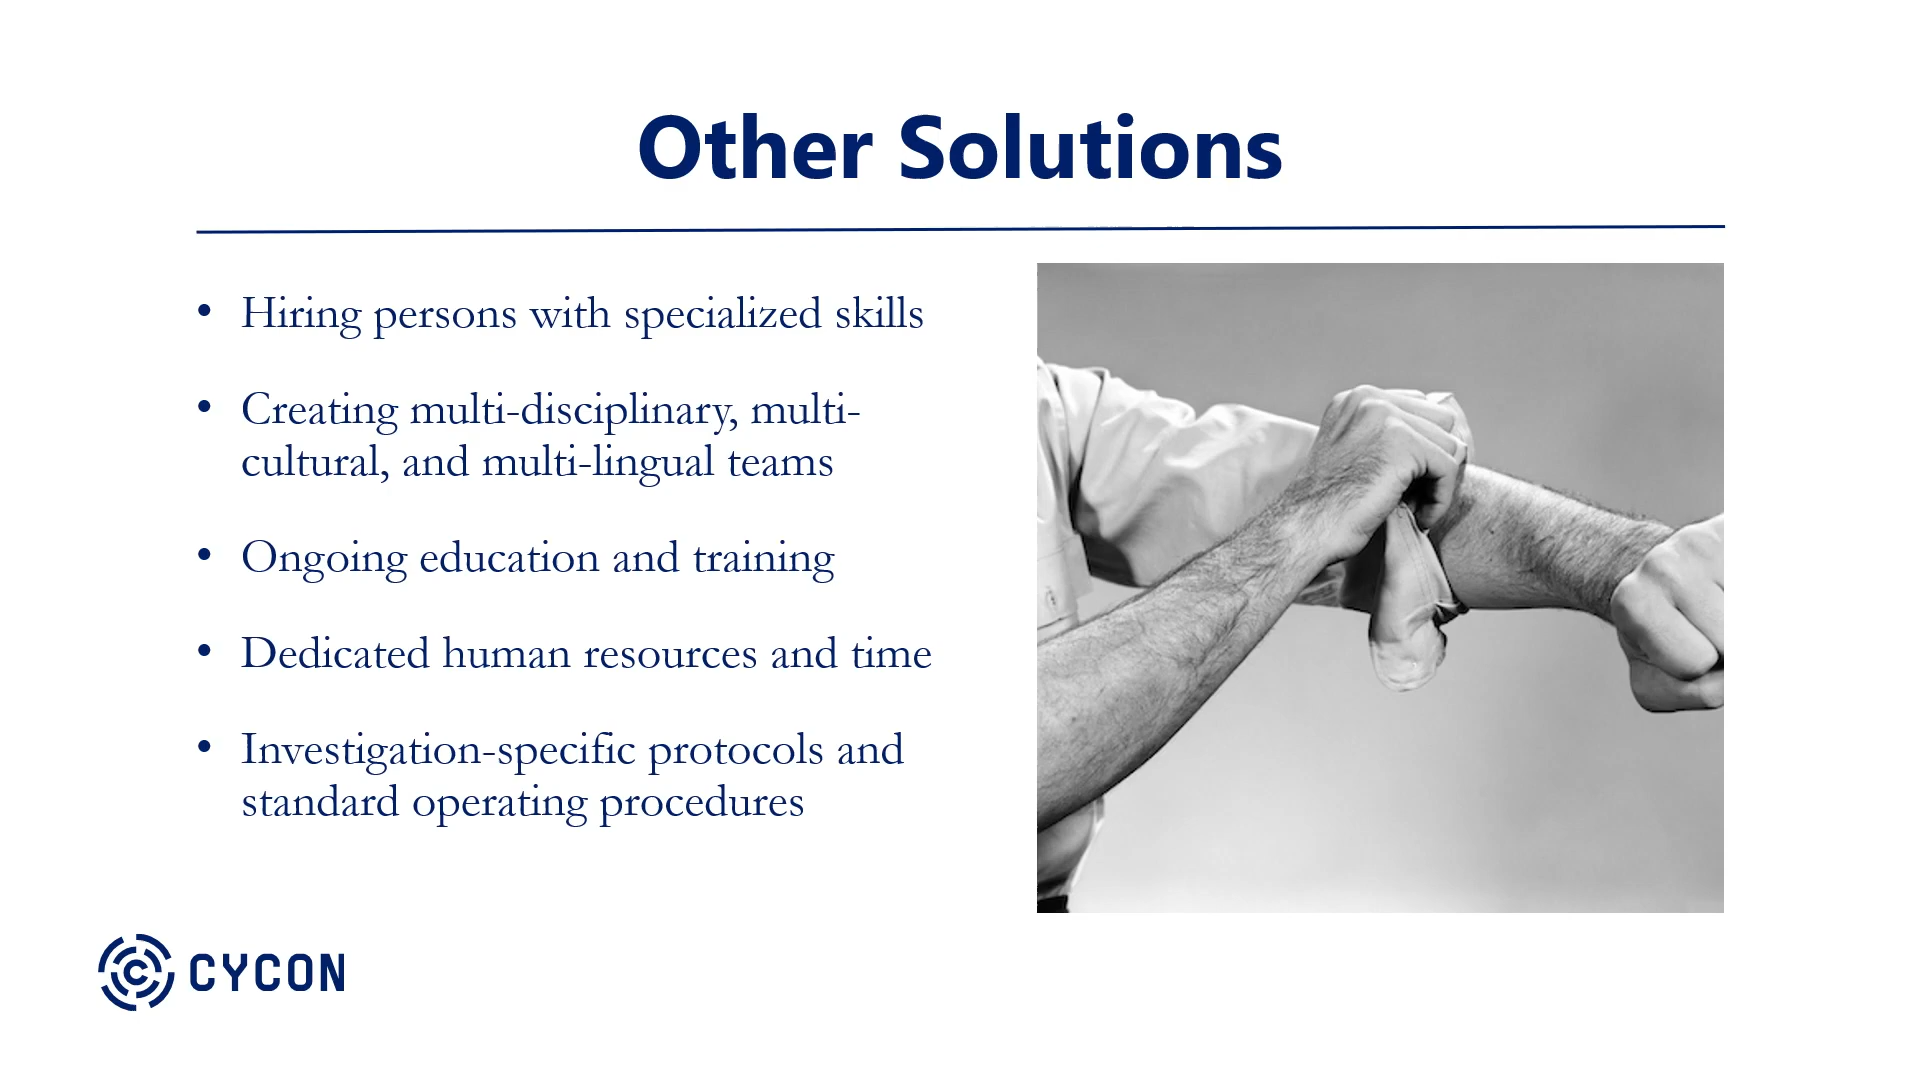 Other Solutions
• Hiring persons with specialized skills
• Creating multi-disciplinary, multi-
cultural, and multi-lingual teams
• Ongoing education and training
• Dedicated human resources and time
• Investigation-specific protocols and
standard operating procedures
C CYCON